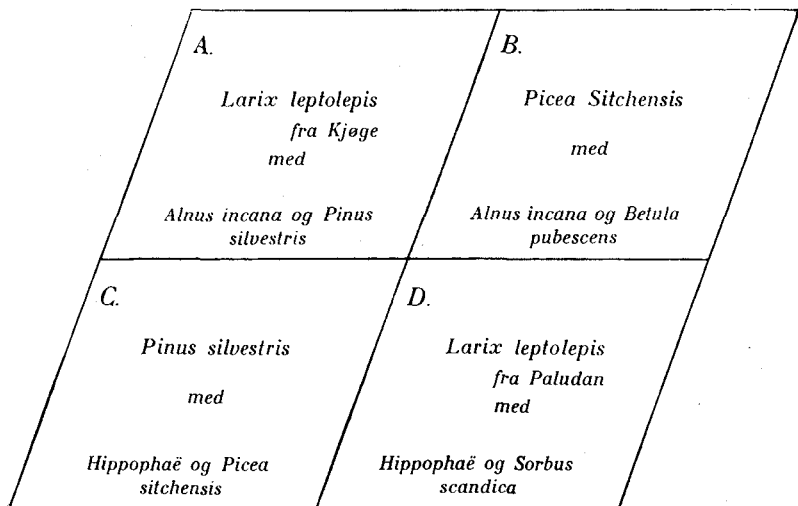 A.
Larix leptolepis
fra Kjøge
med
Alnus incana og Pinus
silvestris
B.
Picea Sitchensis
med
Alnus incana og Betula
pubescens
C.
Pinus silvestris
med
Hippophaë og Picea
sitchensis
D.
Larix leptolepis
fra Paludan
med
Hippophaë og Sorbus
scandica